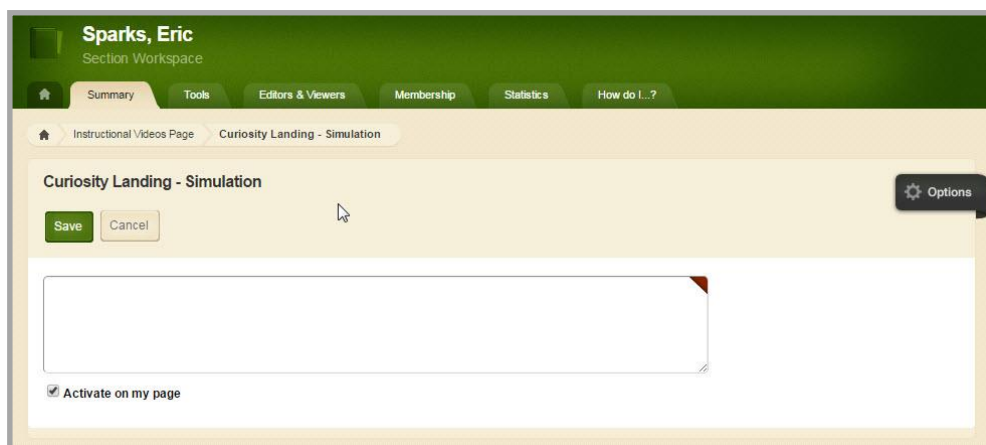 Sparks, Eric
Section Workspace
Summary Tools Editors & Viewers Membership Statistics How do I...?
Instructional Videos Page Curiosity Landing - Simulation
Curiosity Landing - Simulation
Options
Save Cancel
Activate on my page